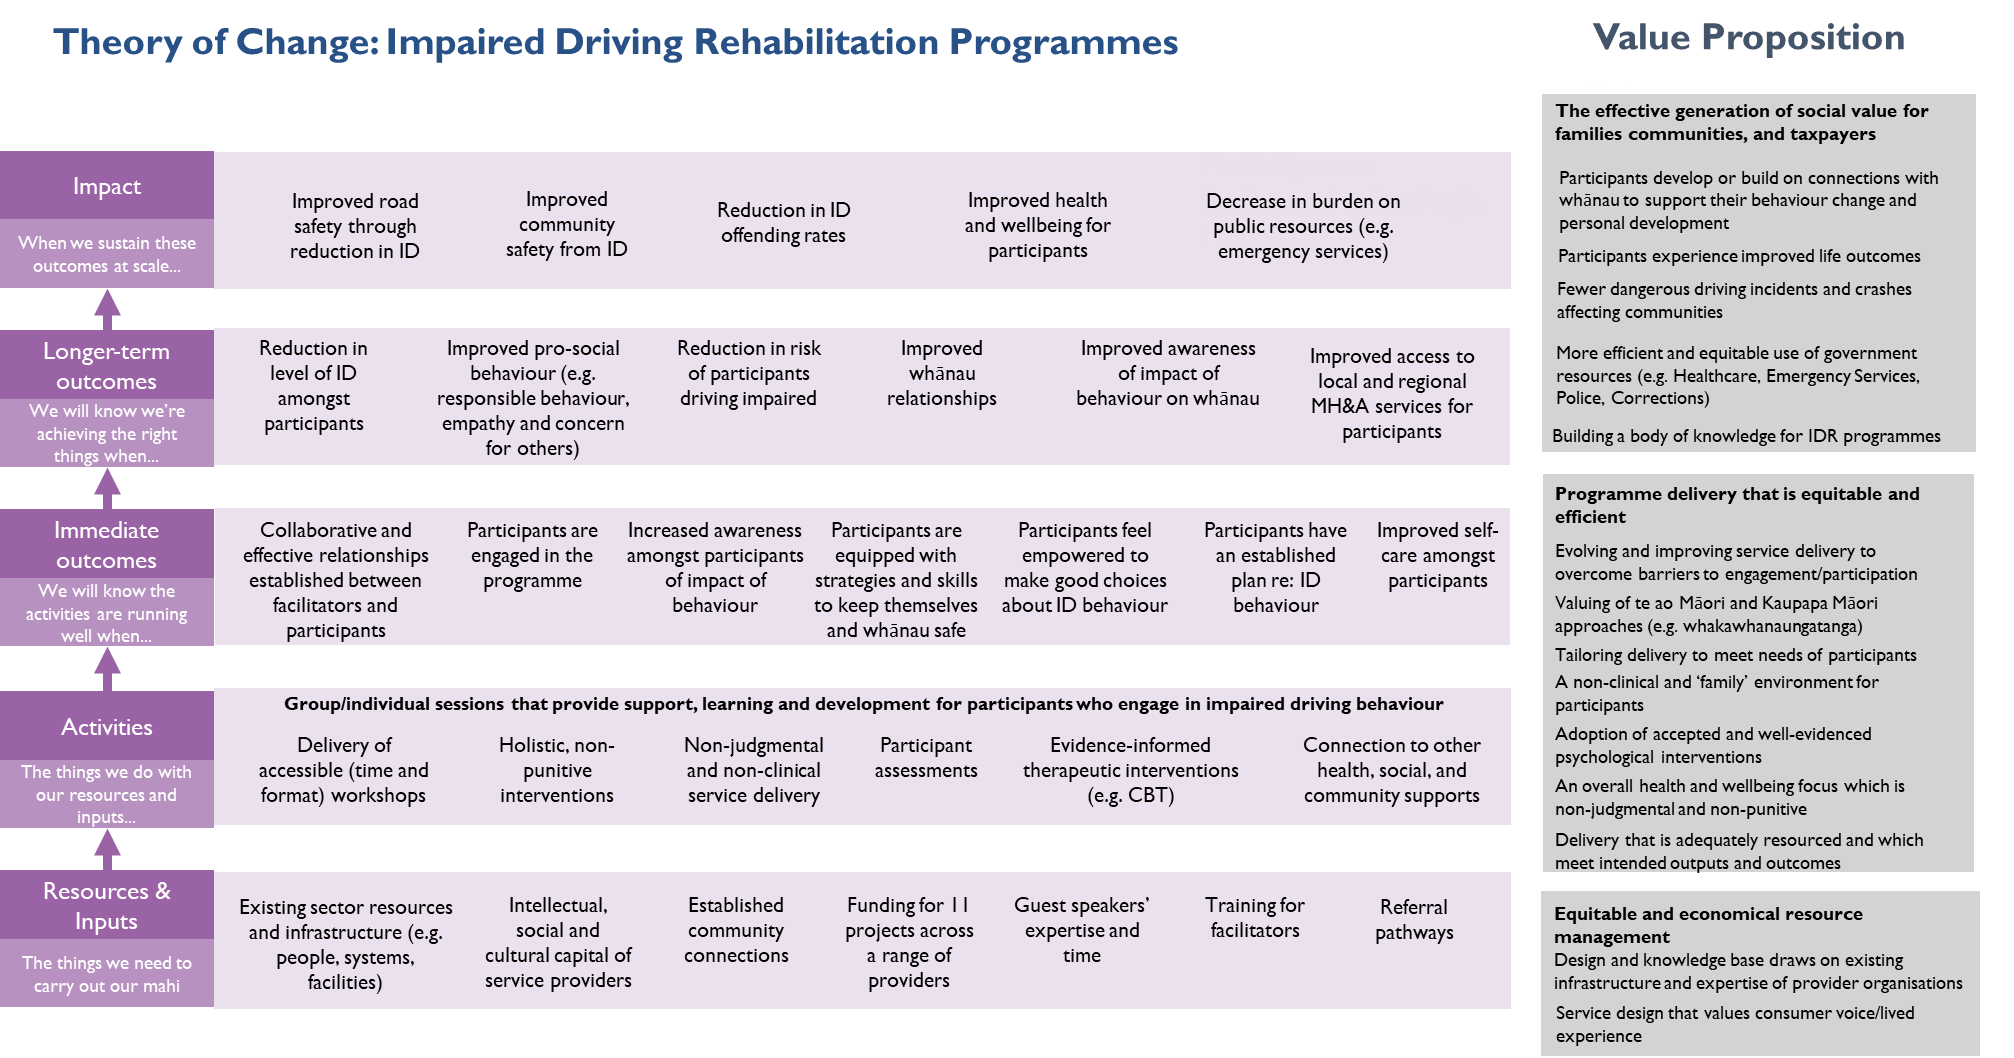 Theory of Change: Impaired Driving Rehabilitation Programmes
Impact
When we sustain these
outcomes at scale...
Improved road
safety through
reduction in ID
Improved
community
safety from ID
Reduction in ID
offending rates
Improved health
and wellbeing for
participants
Decrease in burden on
public resources (e.g.
emergency services)
Longer-term
outcomes
We will know we're
achieving the right
things when...
Reduction in
level of ID
amongst
participants
Improved pro-social
behaviour (e.g.
responsible behaviour,
empathy and concern
for others)
Reduction in risk
of participants
driving impaired
Improved
whānau
relationships
Improved awareness
of impact of
behaviour on whānau
Improved access to
local and regional
MH&A services for
participants
Immediate
outcomes
We will know the
activities are running
well when...
Collaborative and
effective relationships
established between
facilitators and
participants
Participants are
engaged in the
programme
Increased awareness
amongst participants
of impact of
behaviour
Participants are
equipped with
strategies and skills
to keep themselves
and whānau safe
Participants feel
empowered to
make good choices
about ID behaviour
Participants have
an established
plan re: ID
behaviour
Improved self-
care amongst
participants
Activities
The things we do with
our resources and
inputs...
Group/individual sessions that provide support, learning and development for participants who engage in impaired driving behaviour
Delivery of
accessible (time and
format) workshops
Holistic, non-
punitive
interventions
Non-judgmental
and non-clinical
service delivery
Participant
assessments
Evidence-informed
therapeutic interventions
(e.g. CBT)
Connection to other
health, social, and
community supports
Resources &
Inputs
The things we need to
carry out our mahi
Existing sector resources
and infrastructure (e.g.
people, systems,
facilities)
Intellectual,
social and
cultural capital of
service providers
Established
community
connections
Funding for 11
projects across
a range of
providers
Guest speakers'
expertise and
time
Training for
facilitators
Referral
pathways
Value Proposition
The effective generation of social value for
families communities, and taxpayers
Participants develop or build on connections with
whānau to support their behaviour change and
personal development
Participants experience improved life outcomes
Fewer dangerous driving incidents and crashes
affecting communities
More efficient and equitable use of government
resources (e.g. Healthcare, Emergency Services,
Police, Corrections)
Building a body of knowledge for IDR programmes
Programme delivery that is equitable and
efficient
Evolving and improving service delivery to
overcome barriers to engagement/participation
Valuing of te ao Māori and Kaupapa Māori
approaches (e.g. whakawhanaungatanga)
Tailoring delivery to meet needs of participants
A non-clinical and 'family' environment for
participants
Adoption of accepted and well-evidenced
psychological interventions
An overall health and wellbeing focus which is
non-judgmental and non-punitive
Delivery that is adequately resourced and which
meet intended outputs and outcomes
Equitable and economical resource
management
Design and knowledge base draws on existing
infrastructure and expertise of provider organisations
Service design that values consumer voice/lived
experience